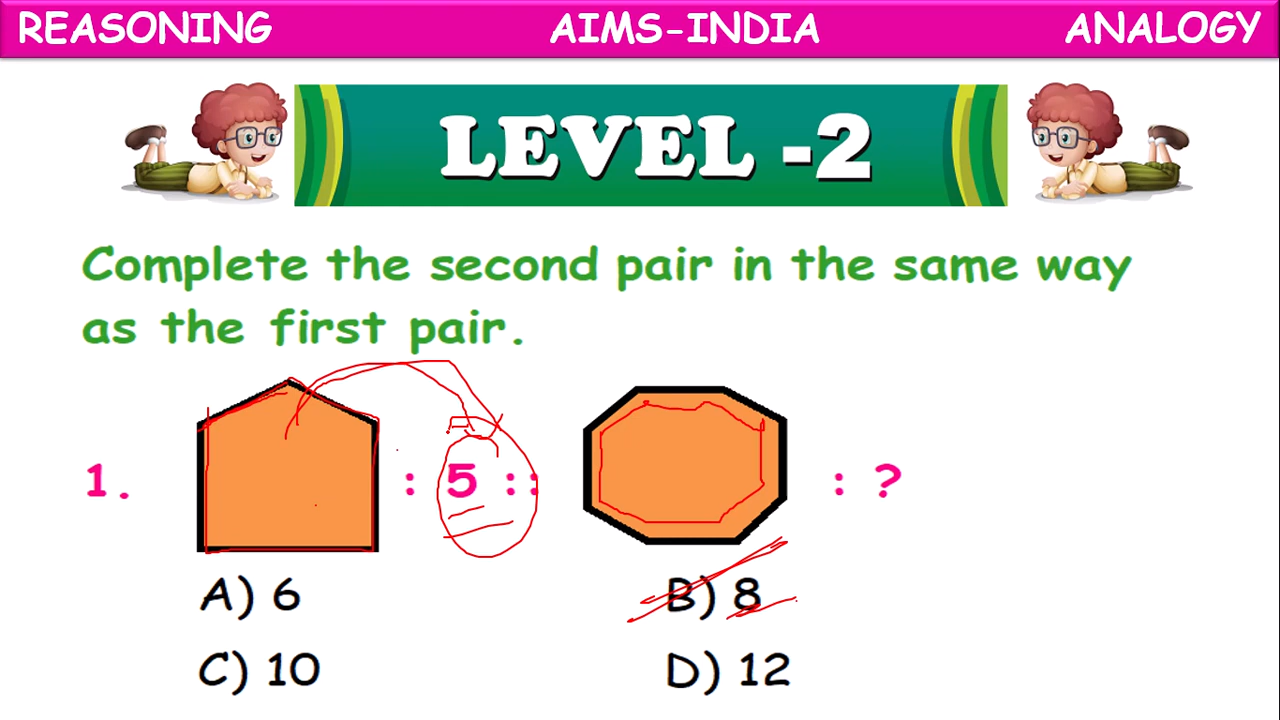 REASONING AIMS-INDIA ANALOGY
LEVEL -2
Complete the second pair in the same way
as the first pair.
1. : 5 :: : ?
A) 6 B) 8
C) 10 D) 12